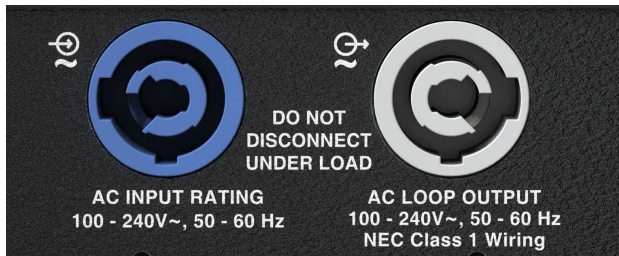 DO NOT
DISCONNECT
UNDER LOAD
AC INPUT RATING
100 - 240V~, 50 - 60 Hz
AC LOOP OUTPUT
100 - 240V~, 50 - 60 Hz
NEC Class 1 Wiring